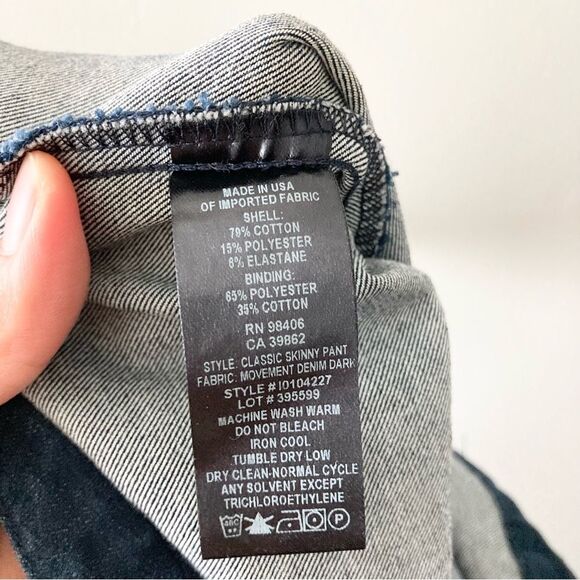 MADE IN USA
OF IMPORTED FABRIC
SHELL:
79% COTTON
15% POLYESTER
6% ELASTANE
BINDING:
65% POLYESTER
35% COTTON
RN 98406
CA 39862
STYLE: CLASSIC SKINNY PANT
FABRIC: MOVEMENT DENIM DARK
STYLE # I0104227
LOT # 395599
MACHINE WASH WARM
DO NOT BLEACH
IRON COOL
TUMBLE DRY LOW
DRY CLEAN-NORMAL CYCLE
ANY SOLVENT EXCEPT
TRICHLOROETHYLENE